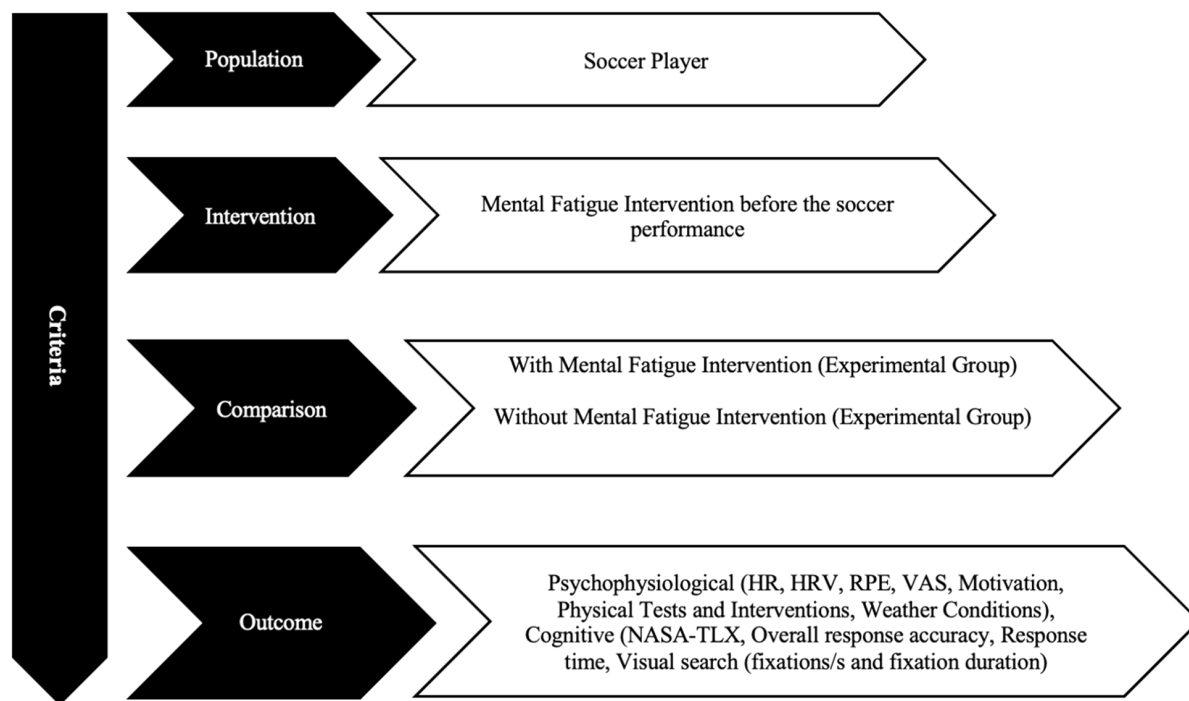 Criteria
Population
Soccer Player
Intervention
Mental Fatigue Intervention before the soccer
performance
Comparison
With Mental Fatigue Intervention (Experimental Group)
Without Mental Fatigue Intervention (Experimental Group)
Outcome
Psychophysiological (HR, HRV, RPE, VAS, Motivation,
Physical Tests and Interventions, Weather Conditions),
Cognitive (NASA-TLX, Overall response accuracy, Response
time, Visual search (fixations/s and fixation duration)